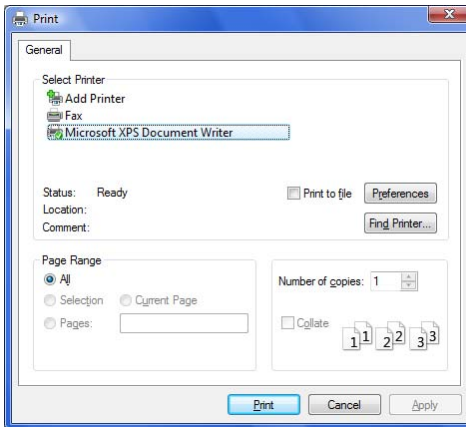 Print
General
Select Printer
Add Printer
Fax
Microsoft XPS Document Writer
Status: Ready
Print to file
Preferences
Location:
Comment:
Find Printer...
Page Range
All
Selection
Current Page
Pages:
Number of copies: 1
Collate
1 1 2 2 3 3
Print
Cancel
Apply